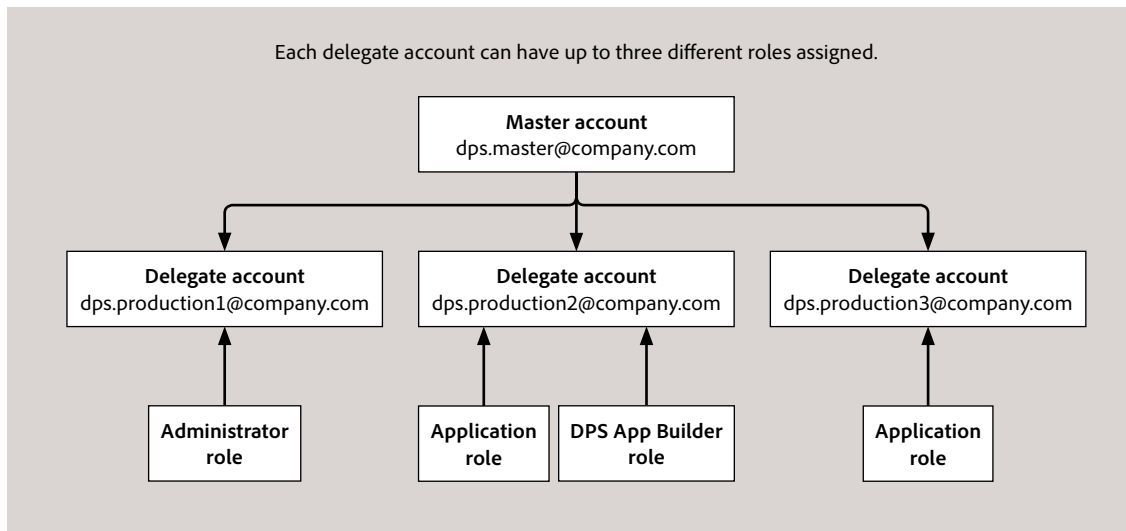 Each delegate account can have up to three different roles assigned.
Master account
dps.master@company.com
Delegate account
dps.production1@company.com
Delegate account
dps.production2@company.com
Delegate account
dps.production3@company.com
Administrator
role
Application
role
DPS App Builder
role
Application
role